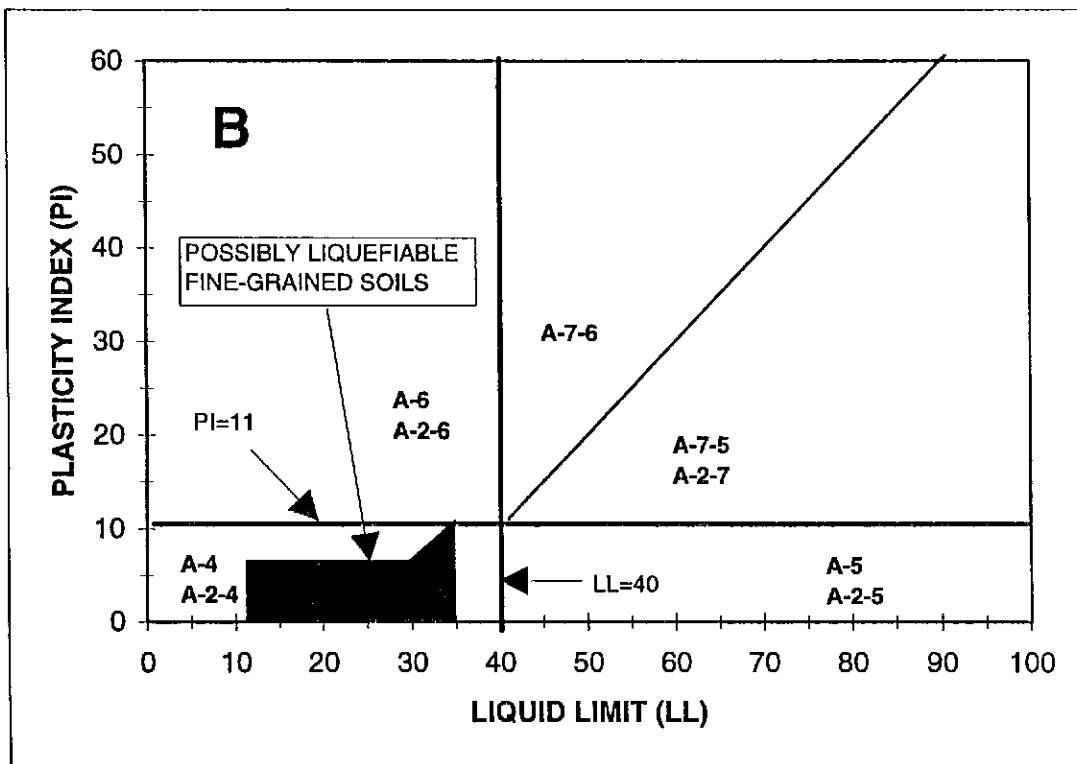 B
PLASTICITY INDEX (PI)
60
50
40
30
20
10
0
POSSIBLY LIQUEFIABLE
FINE-GRAINED SOILS
A-7-6
A-6
A-2-6
PI=11
A-7-5
A-2-7
A-4
A-2-4
LL=40
A-5
A-2-5
0 10 20 30 40 50 60 70 80 90 100
LIQUID LIMIT (LL)